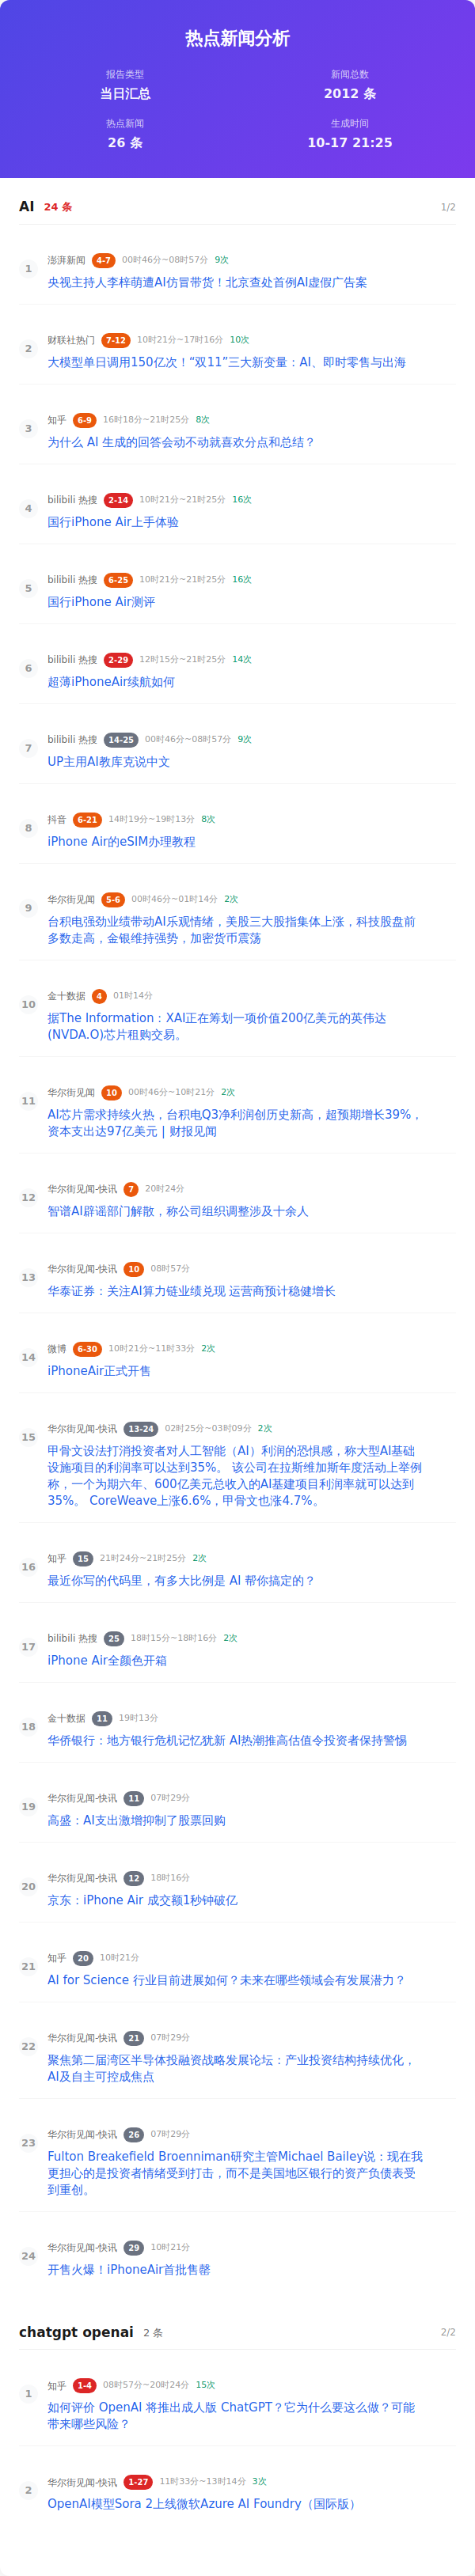 热点新闻分析
报告类型
当日汇总
新闻总数
2012 条
热点新闻
26 条
生成时间
10-17 21:25
AI 24 条 1/2
1
澎湃新闻 4-7 00时46分~08时57分 9次
央视主持人李梓萌遭AI仿冒带货！北京查处首例AI虚假广告案
2
财联社热门 7-12 10时21分~17时16分 10次
大模型单日调用150亿次！“双11”三大新变量：AI、即时零售与出海
3
知乎 6-9 16时18分~21时25分 8次
为什么 AI 生成的回答会动不动就喜欢分点和总结？
4
bilibili 热搜 2-14 10时21分~21时25分 16次
国行iPhone Air上手体验
5
bilibili 热搜 6-25 10时21分~21时25分 16次
国行iPhone Air测评
6
bilibili 热搜 2-29 12时15分~21时25分 14次
超薄iPhoneAir续航如何
7
bilibili 热搜 14-25 00时46分~08时57分 9次
UP主用AI教库克说中文
8
抖音 6-21 14时19分~19时13分 8次
iPhone Air的eSIM办理教程
9
华尔街见闻 5-6 00时46分~01时14分 2次
台积电强劲业绩带动AI乐观情绪，美股三大股指集体上涨，科技股盘前
多数走高，金银维持强势，加密货币震荡
10
金十数据 4 01时14分
据The Information：XAI正在筹划一项价值200亿美元的英伟达
(NVDA.O)芯片租购交易。
11
华尔街见闻 10 00时46分~10时21分 2次
AI芯片需求持续火热，台积电Q3净利润创历史新高，超预期增长39%，
资本支出达97亿美元 | 财报见闻
12
华尔街见闻-快讯 7 20时24分
智谱AI辟谣部门解散，称公司组织调整涉及十余人
13
华尔街见闻-快讯 10 08时57分
华泰证券：关注AI算力链业绩兑现 运营商预计稳健增长
14
微博 6-30 10时21分~11时33分 2次
iPhoneAir正式开售
15
华尔街见闻-快讯 13-24 02时25分~03时09分 2次
甲骨文设法打消投资者对人工智能（AI）利润的恐惧感，称大型AI基础
设施项目的利润率可以达到35%。 该公司在拉斯维加斯年度活动上举例
称，一个为期六年、600亿美元总收入的AI基建项目利润率就可以达到
35%。 CoreWeave上涨6.6%，甲骨文也涨4.7%。
16
知乎 15 21时24分~21时25分 2次
最近你写的代码里，有多大比例是 AI 帮你搞定的？
17
bilibili 热搜 25 18时15分~18时16分 2次
iPhone Air全颜色开箱
18
金十数据 11 19时13分
华侨银行：地方银行危机记忆犹新 AI热潮推高估值令投资者保持警惕
19
华尔街见闻-快讯 11 07时29分
高盛：AI支出激增抑制了股票回购
20
华尔街见闻-快讯 12 18时16分
京东：iPhone Air 成交额1秒钟破亿
21
知乎 20 10时21分
AI for Science 行业目前进展如何？未来在哪些领域会有发展潜力？
22
华尔街见闻-快讯 21 07时29分
聚焦第二届湾区半导体投融资战略发展论坛：产业投资结构持续优化，
AI及自主可控成焦点
23
华尔街见闻-快讯 26 07时29分
Fulton Breakefield Broenniman研究主管Michael Bailey说：现在我
更担心的是投资者情绪受到打击，而不是美国地区银行的资产负债表受
到重创。
24
华尔街见闻-快讯 29 10时21分
开售火爆！iPhoneAir首批售罄
chatgpt openai 2 条 2/2
1
知乎 1-4 08时57分~20时24分 15次
如何评价 OpenAI 将推出成人版 ChatGPT？它为什么要这么做？可能
带来哪些风险？
2
华尔街见闻-快讯 1-27 11时33分~13时14分 3次
OpenAI模型Sora 2上线微软Azure AI Foundry（国际版）